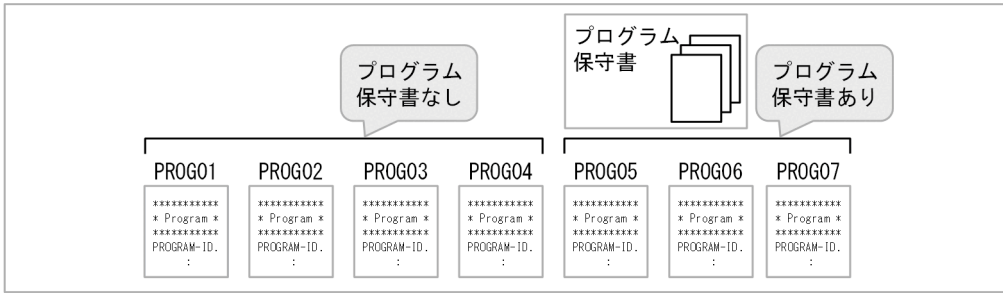 プログラム
保守書
プログラム
保守書なし
プログラム
保守書あり
PROG01 PROG02 PROG03 PROG04 PROG05 PROG06 PROG07
*********** *********** *********** *********** *********** *********** ***********
* Program * * Program * * Program * * Program * * Program * * Program * * Program *
*********** *********** *********** *********** *********** *********** ***********
PROGRAM-ID. PROGRAM-ID. PROGRAM-ID. PROGRAM-ID. PROGRAM-ID. PROGRAM-ID. PROGRAM-ID.
: : : : : : :